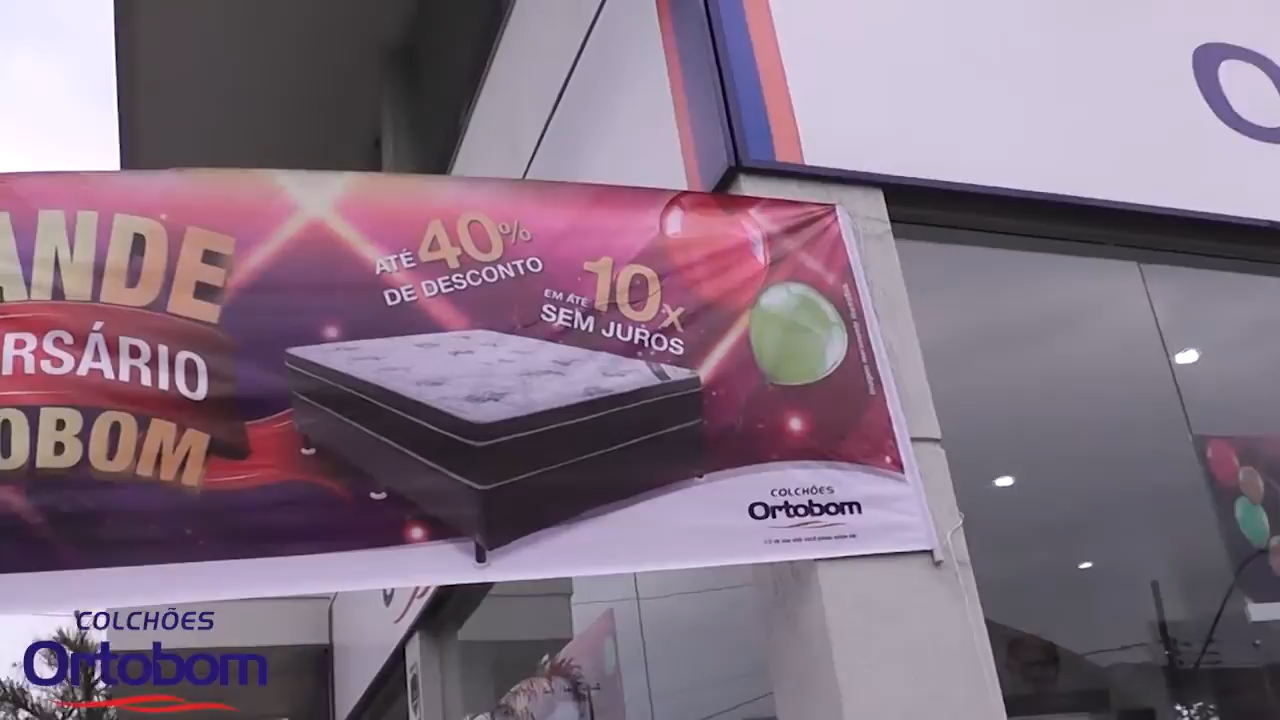 ANDE
RSÁRIO
OBOM
ATÉ 40%
DE DESCONTO
EM ATÉ 10x
SEM JUROS
COLCHÕES
Ortobom
COLCHÕES
Ortobom